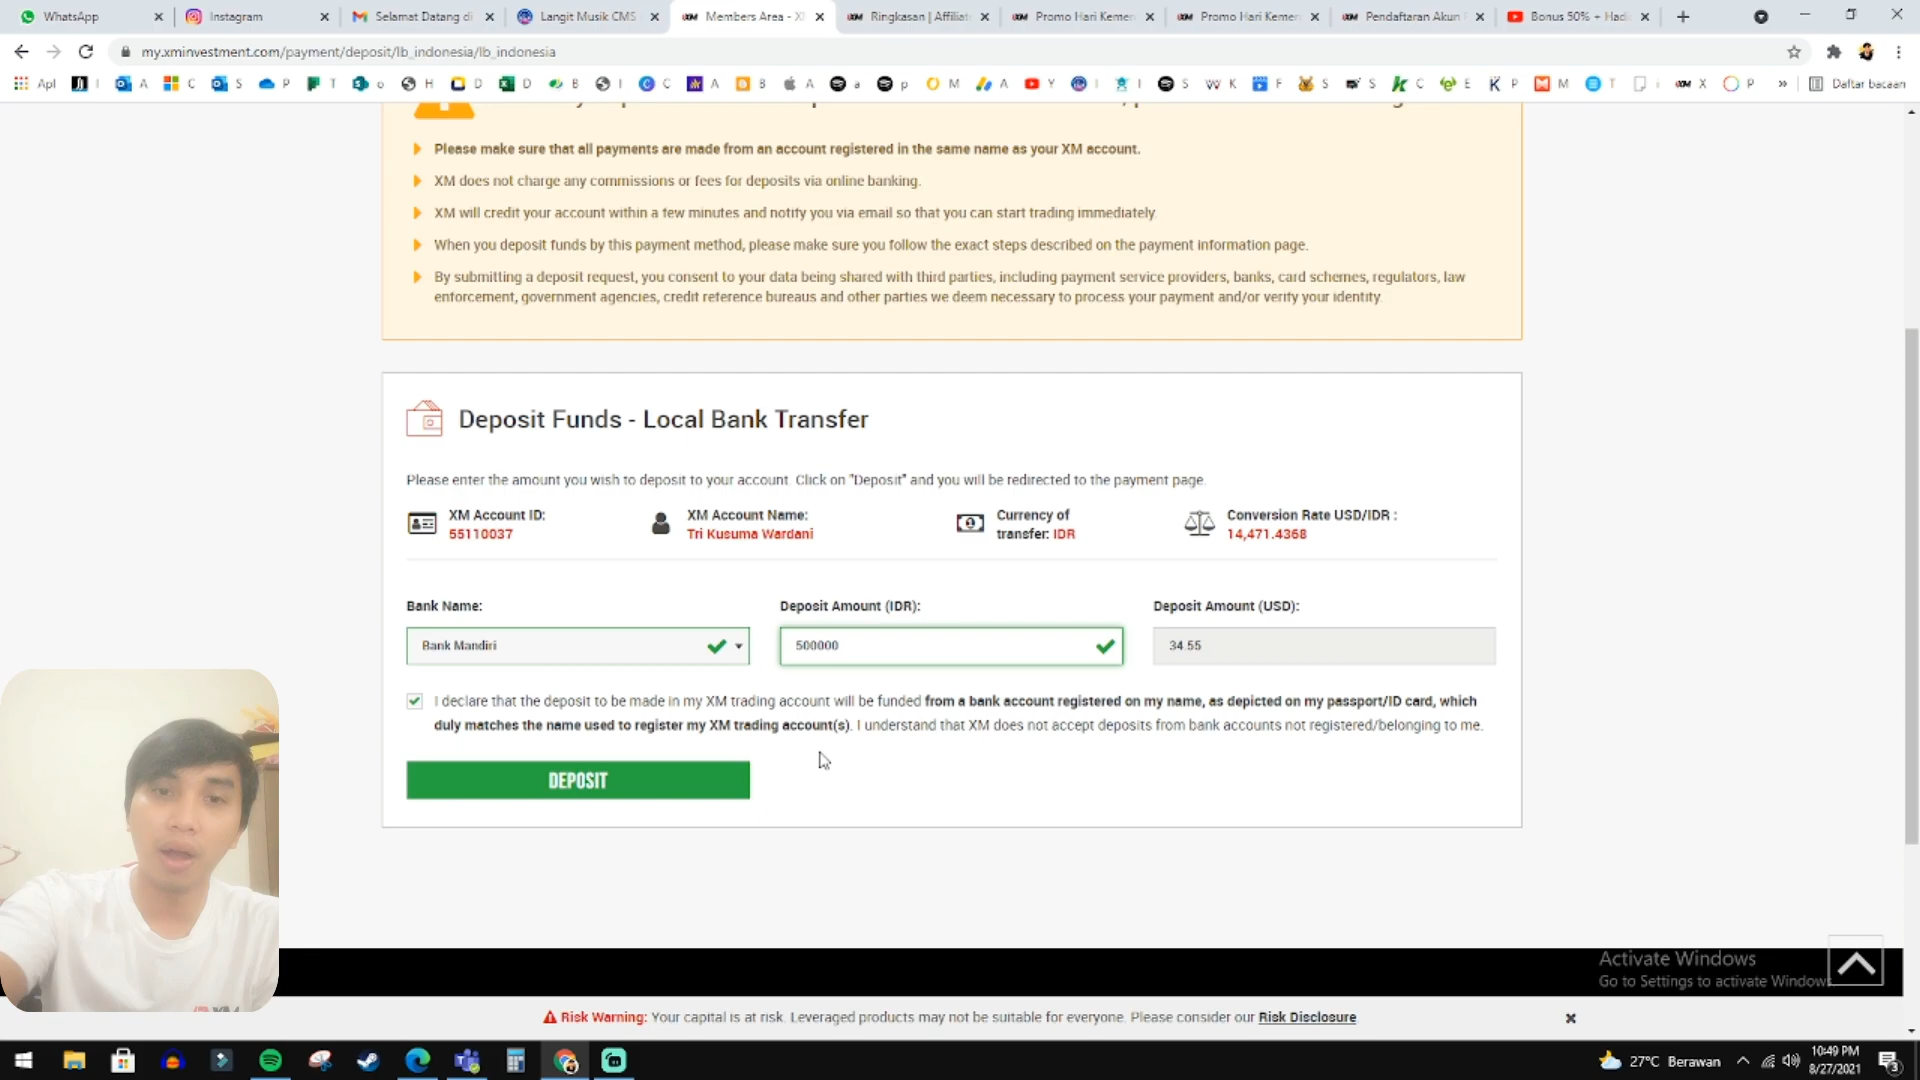 WhatsApp
Instagram
Selamat Datang di
Langit Musik CMS
Members Area - X
Ringkasan | Affiliat
Promo Hari Kemer
Promo Hari Kemer
Pendaftaran Akun
Bonus 50% + Hadi
my.xminvestment.com/payment/deposit/lb_indonesia/lb_indonesia
Apl I A C S P T o H D D B I C A B A a p M A Y I I S K F S S C E P M T i X P » Daftar bacaan
Please make sure that all payments are made from an account registered in the same name as your XM account.
XM does not charge any commissions or fees for deposits via online banking.
XM will credit your account within a few minutes and notify you via email so that you can start trading immediately.
When you deposit funds by this payment method, please make sure you follow the exact steps described on the payment information page.
By submitting a deposit request, you consent to your data being shared with third parties, including payment service providers, banks, card schemes, regulators, law
enforcement, government agencies, credit reference bureaus and other parties we deem necessary to process your payment and/or verify your identity.
Deposit Funds - Local Bank Transfer
Please enter the amount you wish to deposit to your account. Click on "Deposit" and you will be redirected to the payment page.
XM Account ID:
55110037
XM Account Name:
Tri Kusuma Wardani
Currency of
transfer: IDR
Conversion Rate USD/IDR :
14,471.4368
Bank Name:
Deposit Amount (IDR):
Deposit Amount (USD):
Bank Mandiri
500000
34.55
I declare that the deposit to be made in my XM trading account will be funded from a bank account registered on my name, as depicted on my passport/ID card, which
duly matches the name used to register my XM trading account(s). I understand that XM does not accept deposits from bank accounts not registered/belonging to me.
DEPOSIT
Activate Windows
Go to Settings to activate Windows.
Risk Warning: Your capital is at risk. Leveraged products may not be suitable for everyone. Please consider our Risk Disclosure
27°C Berawan
10:49 PM
8/27/2021
3